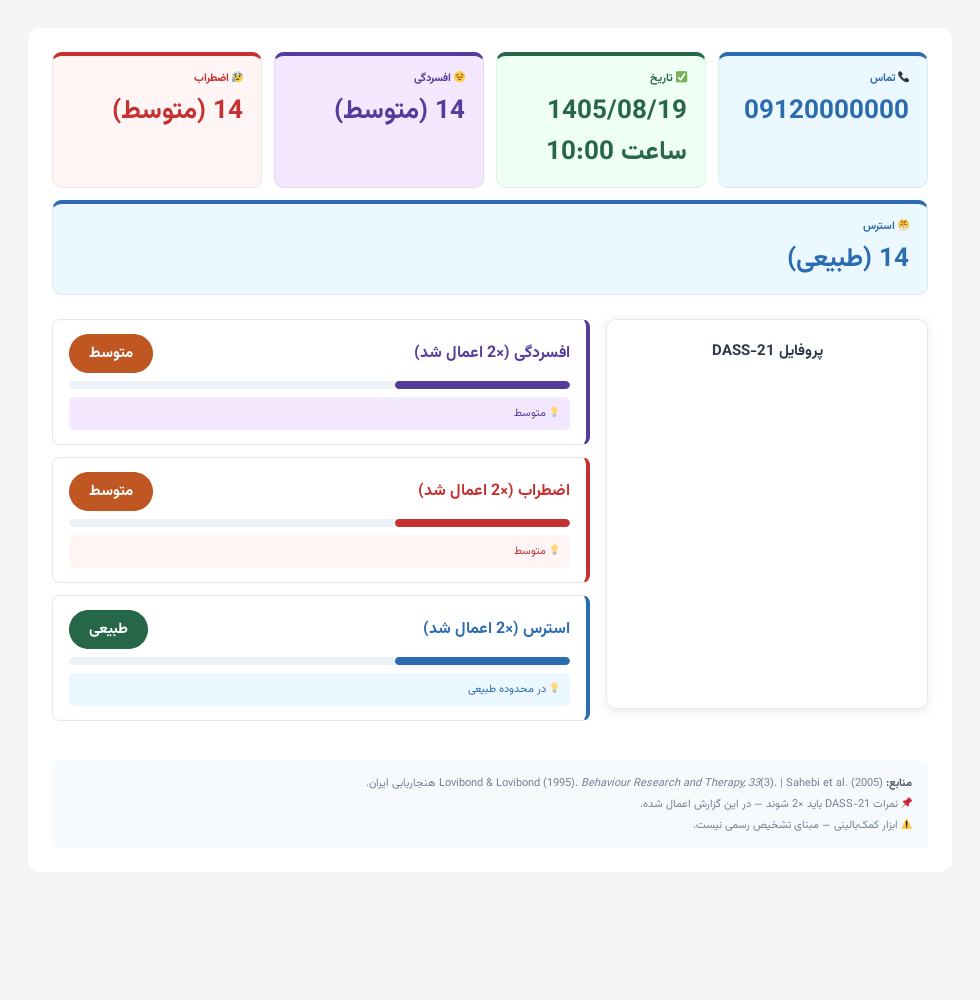 📞 تماس
09120000000
✅ تاریخ
1405/08/19
ساعت 10:00
😔 افسردگی
14 (متوسط)
😰 اضطراب
14 (متوسط)
😤 استرس
14 (طبیعی)
پروفایل DASS-21
افسردگی (×2 اعمال شد)
متوسط
💡 متوسط
اضطراب (×2 اعمال شد)
متوسط
💡 متوسط
استرس (×2 اعمال شد)
طبیعی
💡 در محدوده طبیعی
منابع: Lovibond & Lovibond (1995). Behaviour Research and Therapy, 33(3). | Sahebi et al. (2005) هنجاریابی ایران.
📌 نمرات DASS-21 باید ×2 شوند — در این گزارش اعمال شده.
⚠️ ابزار کمک‌بالینی — مبنای تشخیص رسمی نیست.